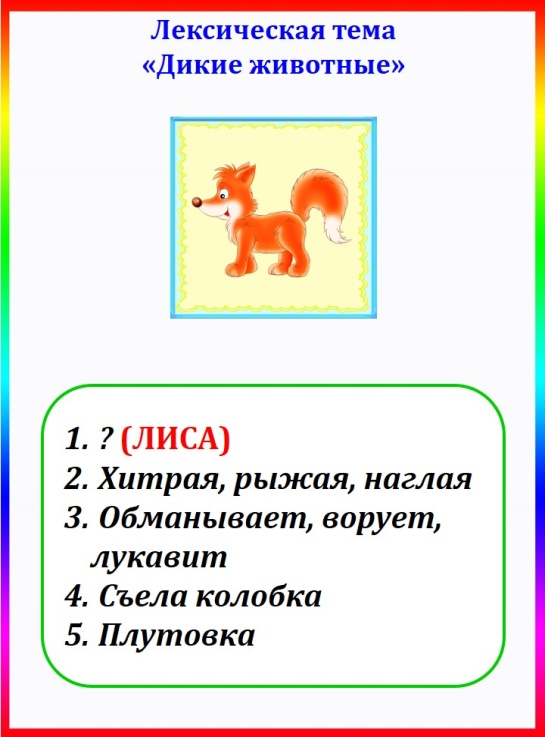 Лексическая тема
«Дикие животные»
1. ? (ЛИСА)
2. Хитрая, рыжая, наглая
3. Обманывает, ворует,
лукавит
4. Съела колобка
5. Плутовка